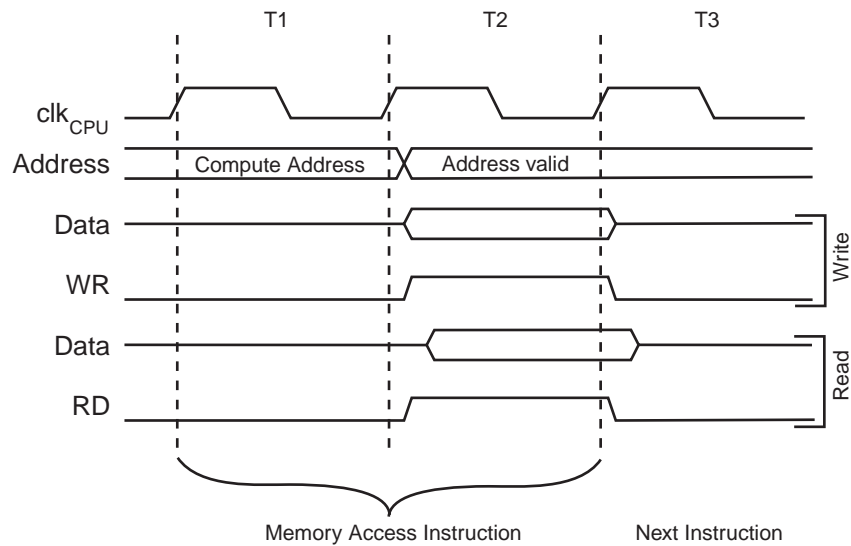 T1 T2 T3
clkCPU
Address Compute Address Address valid
Data
WR
Write
Data
RD
Read
Memory Access Instruction Next Instruction